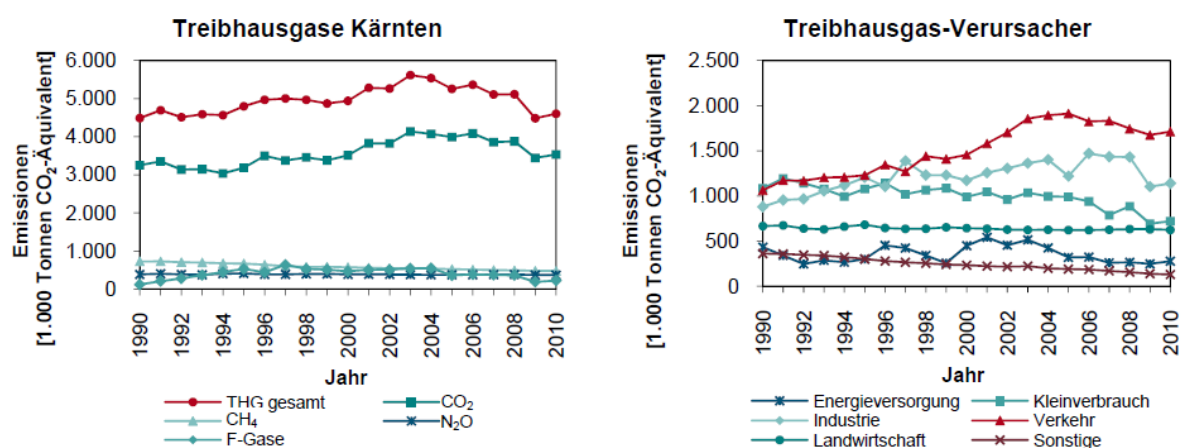 Treibhausgase Kärnten
Emissionen
[1.000 Tonnen CO₂-Äquivalent]
6.000
5.000
4.000
3.000
2.000
1.000
0
1990
1992
1994
1996
1998
2000
2002
2004
2006
2008
2010
Jahr
THG gesamt
CO₂
CH₄
N₂O
F-Gase
Treibhausgas-Verursacher
Emissionen
[1.000 Tonnen CO₂-Äquivalent]
2.500
2.000
1.500
1.000
500
0
1990
1992
1994
1996
1998
2000
2002
2004
2006
2008
2010
Jahr
Energieversorgung
Kleinverbrauch
Industrie
Verkehr
Landwirtschaft
Sonstige